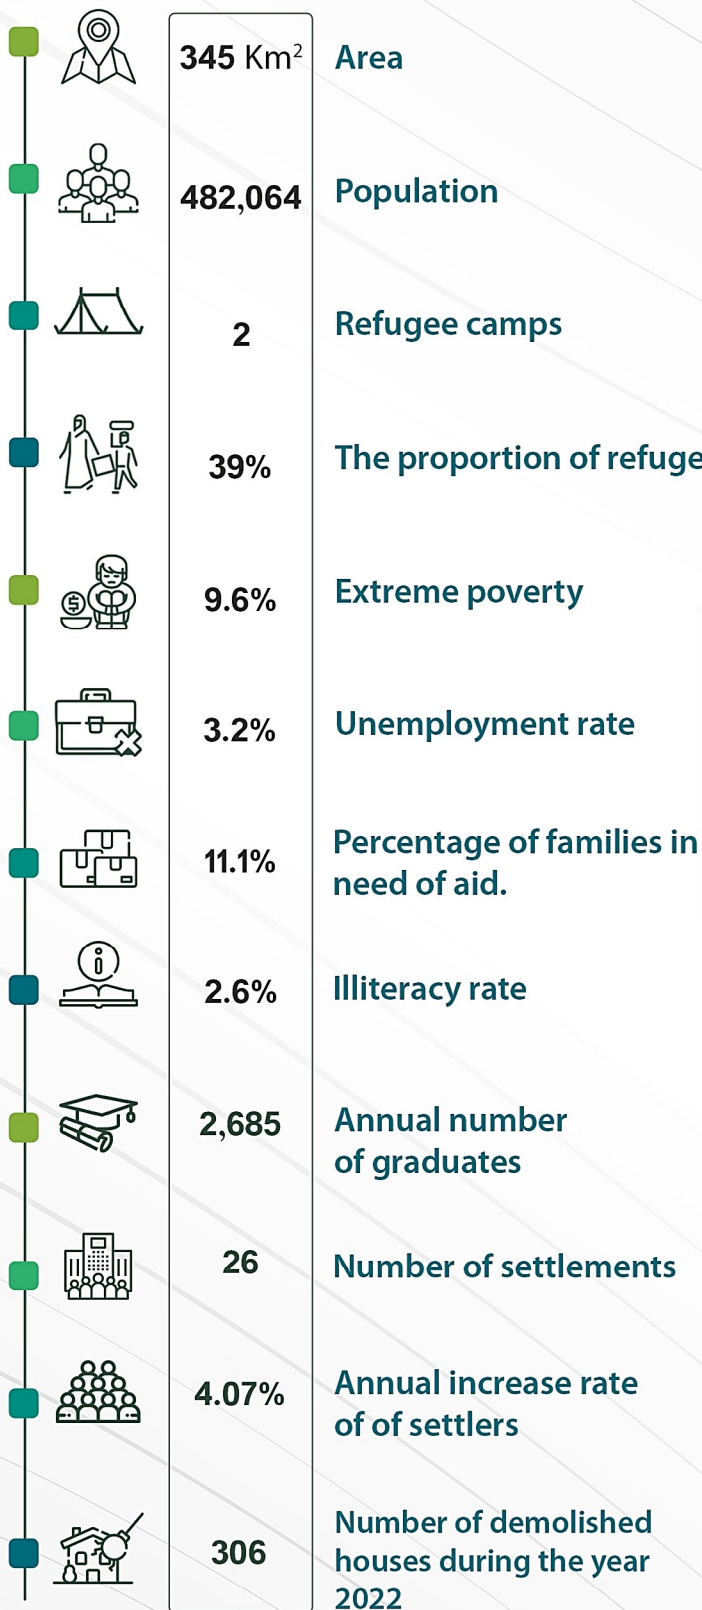 345 Km² Area
482,064 Population
2 Refugee camps
39% The proportion of refuge
9.6% Extreme poverty
3.2% Unemployment rate
11.1% Percentage of families in
need of aid.
2.6% Illiteracy rate
2,685 Annual number
of graduates
26 Number of settlements
4.07% Annual increase rate
of of settlers
306 Number of demolished
houses during the year
2022